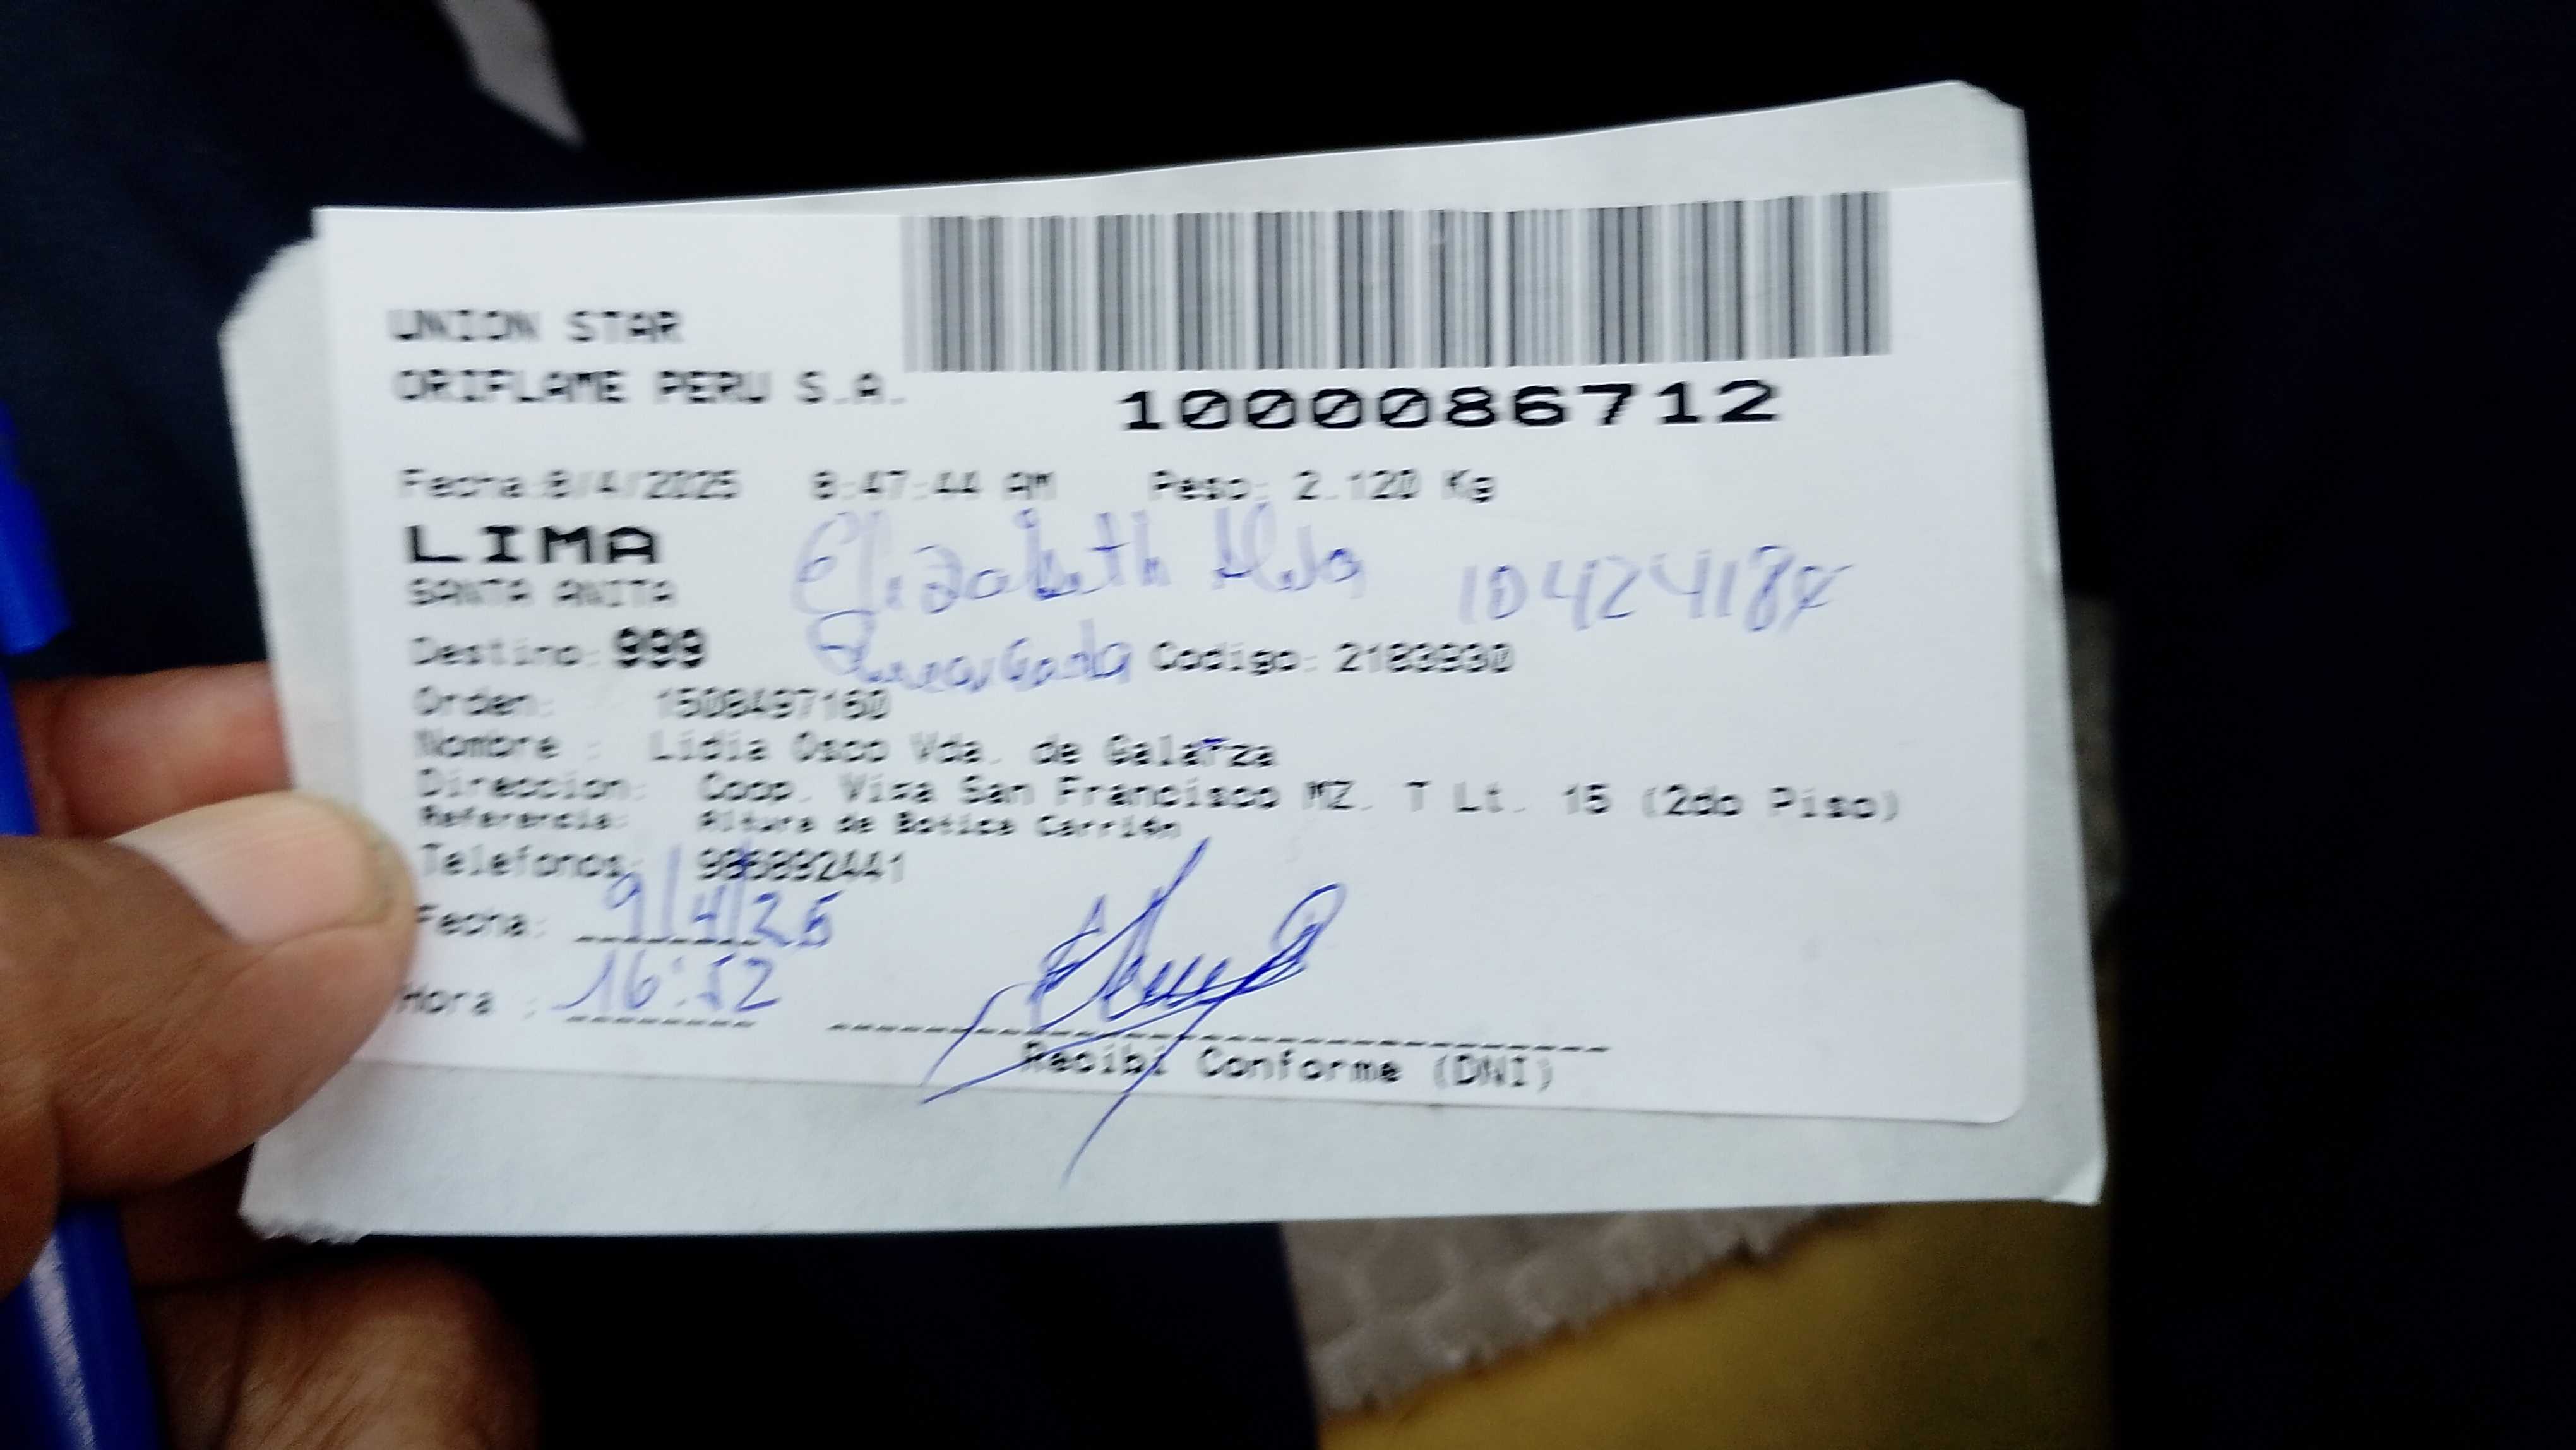 UNION STAR
ORIFLAME PERU S.A.
1000086712
Fecha:8/4/2025 8:47:44 AM Peso: 2.120 Kg
LIMA
Elizabeth
SANTA ANITA
Destino: 999
Codigo: 2183930
Orden: 1508497160
Nombre : Lidia Osco Vda. de Galarza
Direccion: Coop. Visa San Francisco MZ. T Lt. 15 (2do Piso)
Referencia: Altura de Botica Carrión
Telefonos: 986892441
Fecha: 9/4/25
Hora : 16:52
Recibi Conforme (DNI)